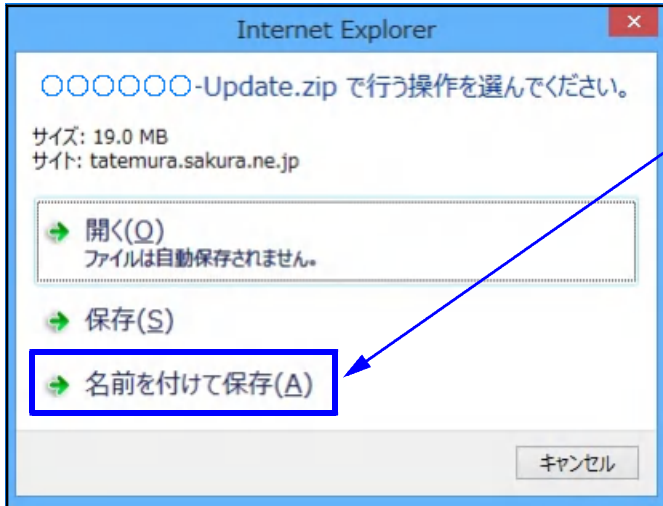 Internet Explorer
○○○○○○-Update.zip で行う操作を選んでください。
サイズ: 19.0 MB
サイト: tatemura.sakura.ne.jp
開く(O)
ファイルは自動保存されません。
保存(S)
名前を付けて保存(A)
キャンセル